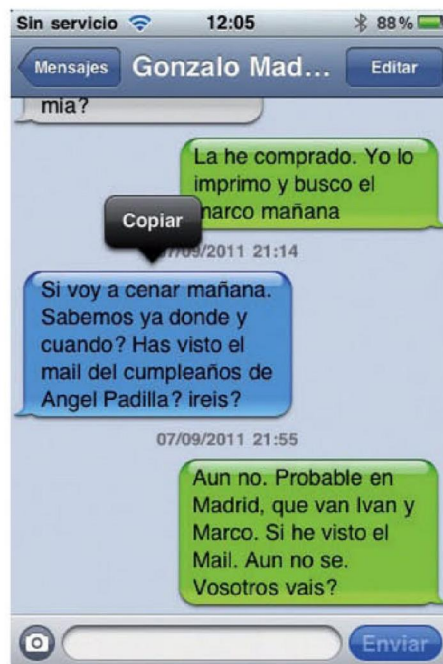 Sin servicio 12:05 88%
Mensajes Gonzalo Mad... Editar
mia?
La he comprado. Yo lo
imprimo y busco el
marco mañana
Copiar
07/09/2011 21:14
Si voy a cenar mañana.
Sabemos ya donde y
cuando? Has visto el
mail del cumpleaños de
Angel Padilla? ireis?
07/09/2011 21:55
Aun no. Probable en
Madrid, que van Ivan y
Marco. Si he visto el
Mail. Aun no se.
Vosotros vais?
Enviar